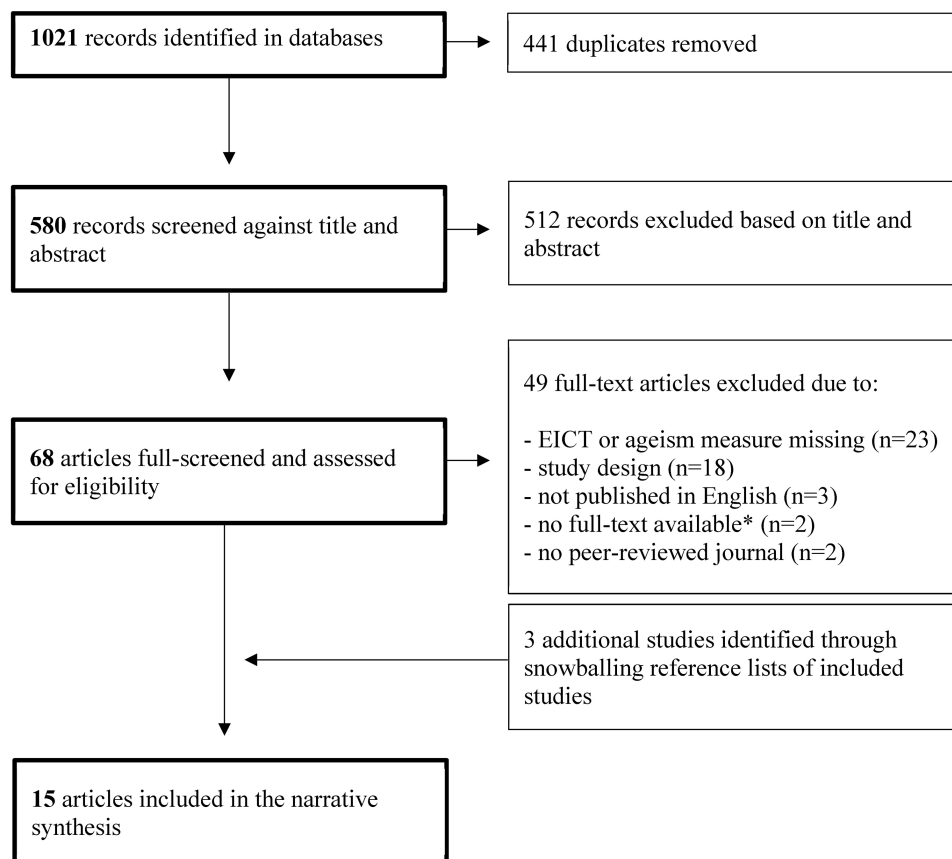 1021 records identified in databases
441 duplicates removed
580 records screened against title and
abstract
512 records excluded based on title and
abstract
68 articles full-screened and assessed
for eligibility
49 full-text articles excluded due to:
- EICT or ageism measure missing (n=23)
- study design (n=18)
- not published in English (n=3)
- no full-text available* (n=2)
- no peer-reviewed journal (n=2)
3 additional studies identified through
snowballing reference lists of included
studies
15 articles included in the narrative
synthesis